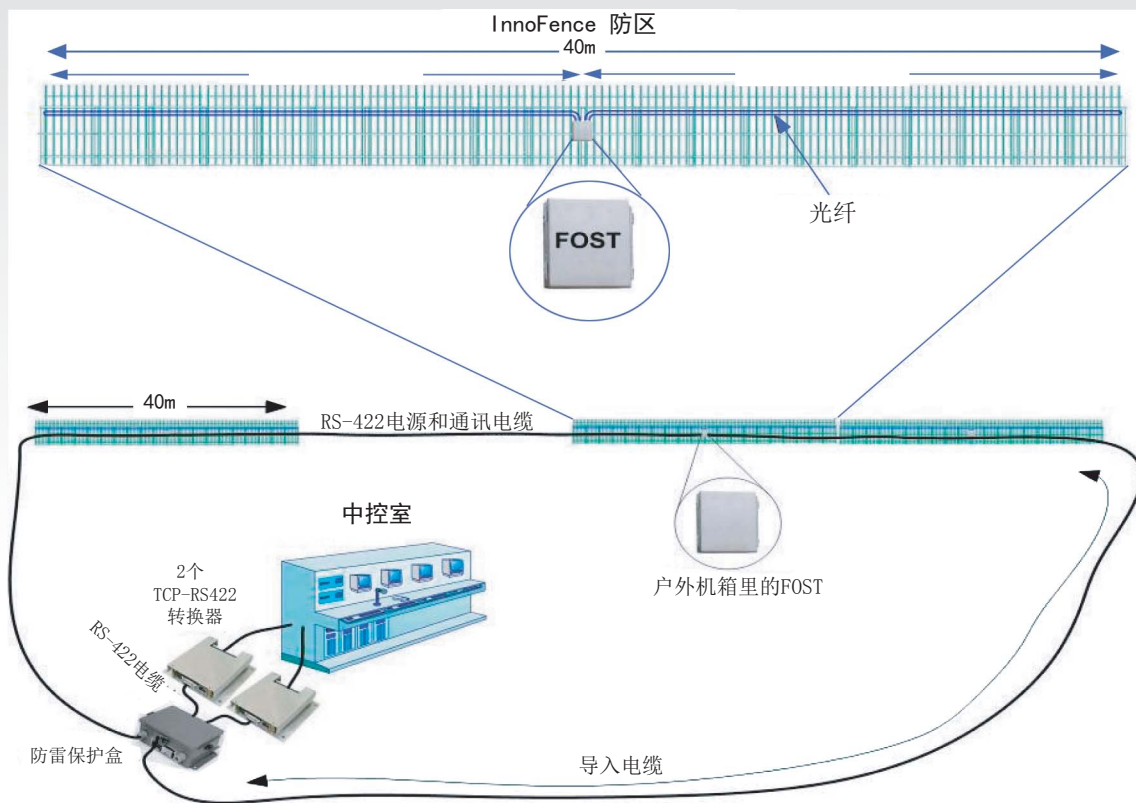 InnoFence 防区
40m
光纤
FOST
40m
RS-422电源和通讯电缆
中控室
户外机箱里的FOST
2个
TCP-RS422
转换器
RS-422电缆
防雷保护盒
导入电缆